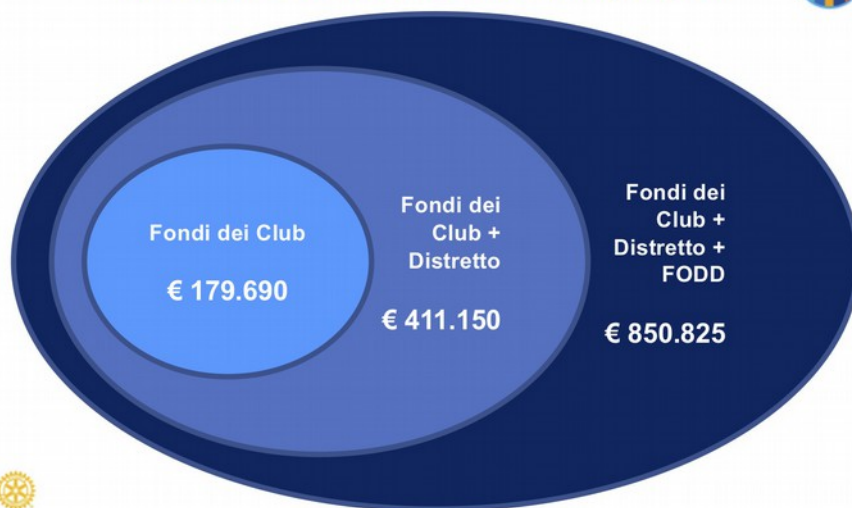 Fondi dei Club
€ 179.690
Fondi dei
Club +
Distretto
€ 411.150
Fondi dei
Club +
Distretto +
FODD
€ 850.825